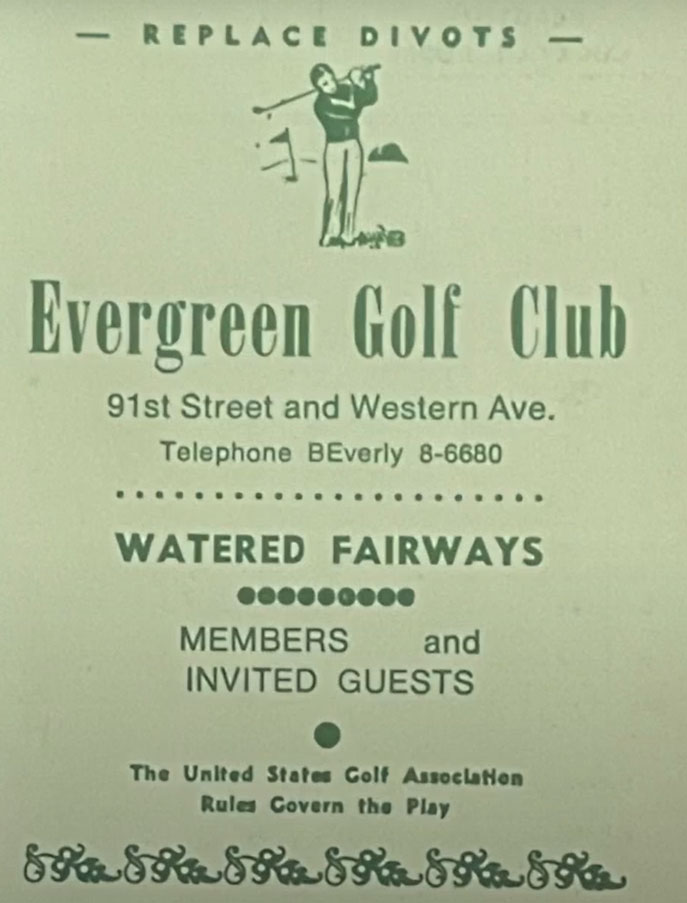 — REPLACE DIVOTS —
Evergreen Golf Club
91st Street and Western Ave.
Telephone BEverly 8-6680
WATERED FAIRWAYS
MEMBERS and
INVITED GUESTS
The United States Golf Association
Rules Govern the Play